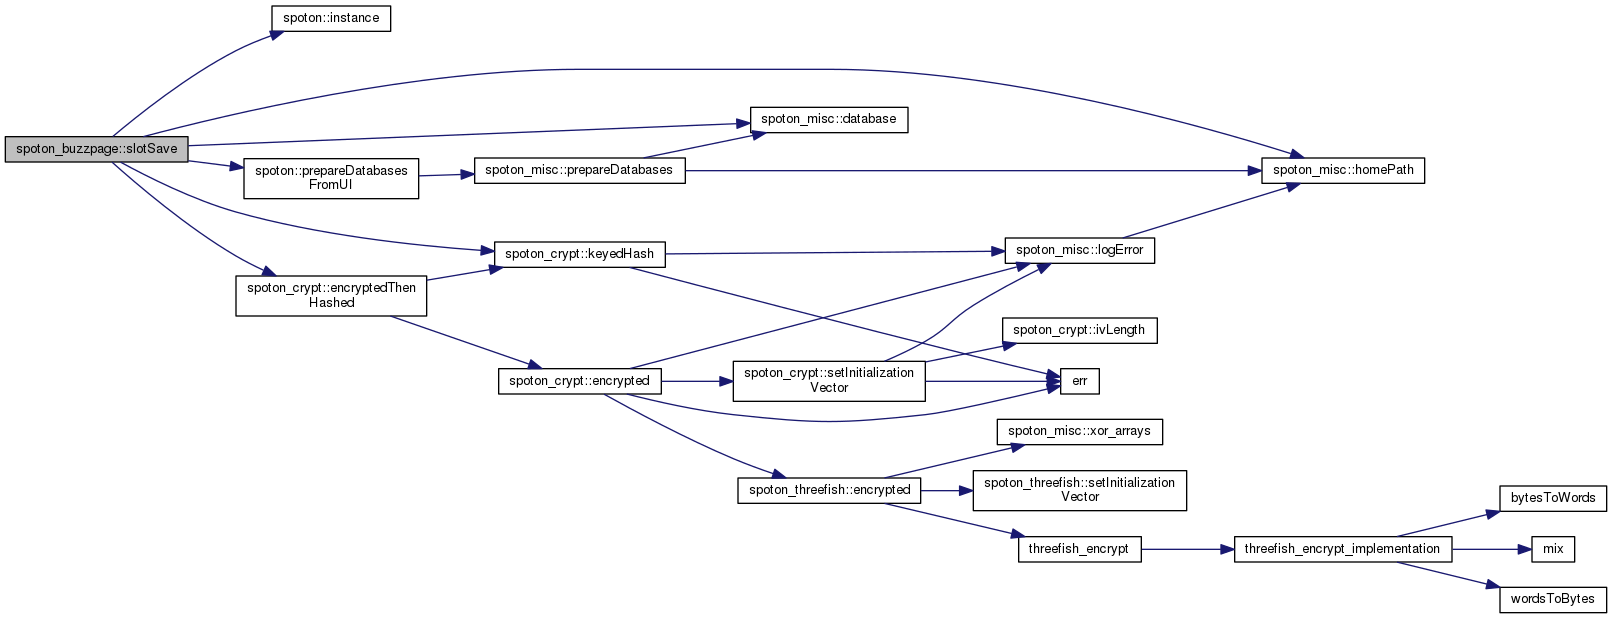 spoton::instance
spoton_buzzpage::slotSave
spoton_misc::database
spoton::prepareDatabases
FromUI
spoton_misc::prepareDatabases
spoton_misc::homePath
spoton_crypt::keyedHash
spoton_misc::logError
spoton_crypt::encryptedThen
Hashed
spoton_crypt::ivLength
spoton_crypt::encrypted
spoton_crypt::setInitialization
Vector
err
spoton_misc::xor_arrays
spoton_threefish::encrypted
spoton_threefish::setInitialization
Vector
bytesToWords
threefish_encrypt
threefish_encrypt_implementation
mix
wordsToBytes